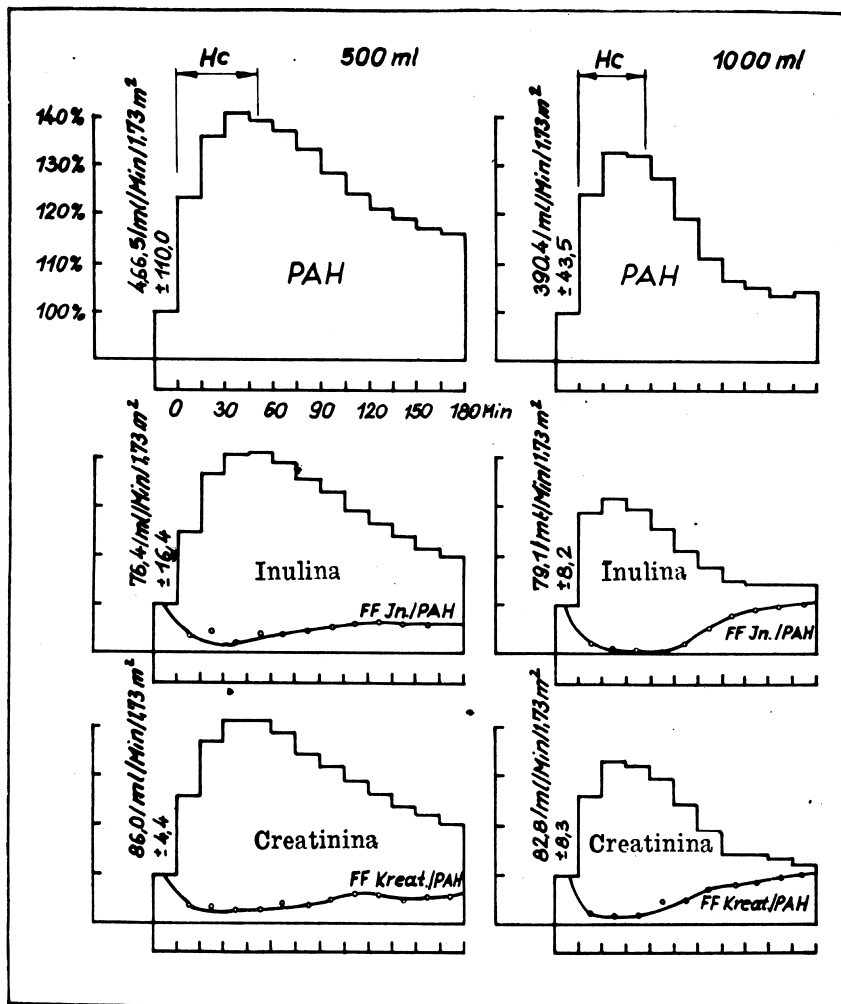 Hc 500 ml
Hc 1000 ml
140%
130%
120%
110%
100%
466,5/ml/Min/1,73 m²
± 110,0
PAH
390.4/ml/Min/1,73 m²
± 43,5
PAH
0 30 60 90 120 150 180 Min
76,4/ml/Min/1,73 m²
± 16,4
Inulina
FF Jn./PAH
79,1/ml/Min/1,73 m²
± 8,2
Inulina
FF Jn./PAH
86,0/ml/Min/1,73 m²
± 4,4
Creatinina
FF Kreat./PAH
82,8/ml/Min/1,73 m²
± 8,3
Creatinina
FF Kreat./PAH